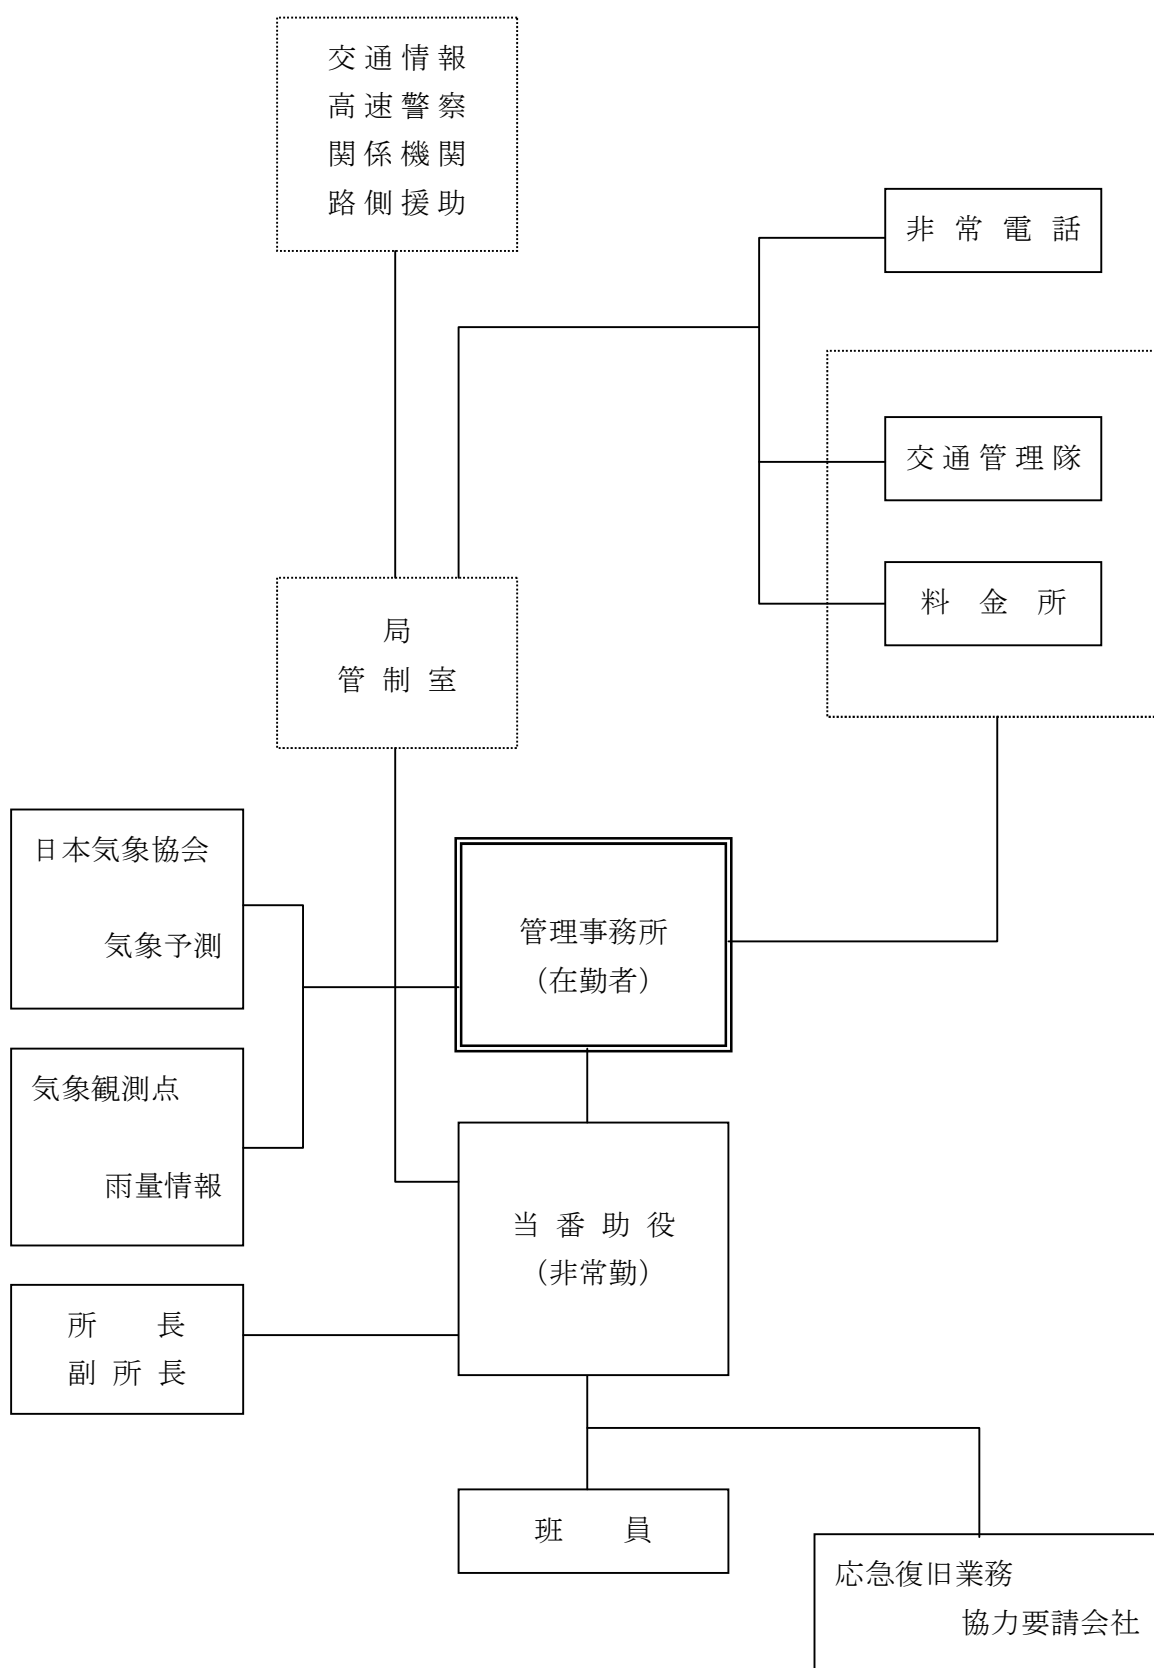 交通情報
高速警察
関係機関
路側援助
非常電話
交通管理隊
料金所
局
管制室
日本気象協会
気象予測
管理事務所
（在勤者）
気象観測点
雨量情報
当番助役
（非常勤）
所長
副所長
班員
応急復旧業務
協力要請会社